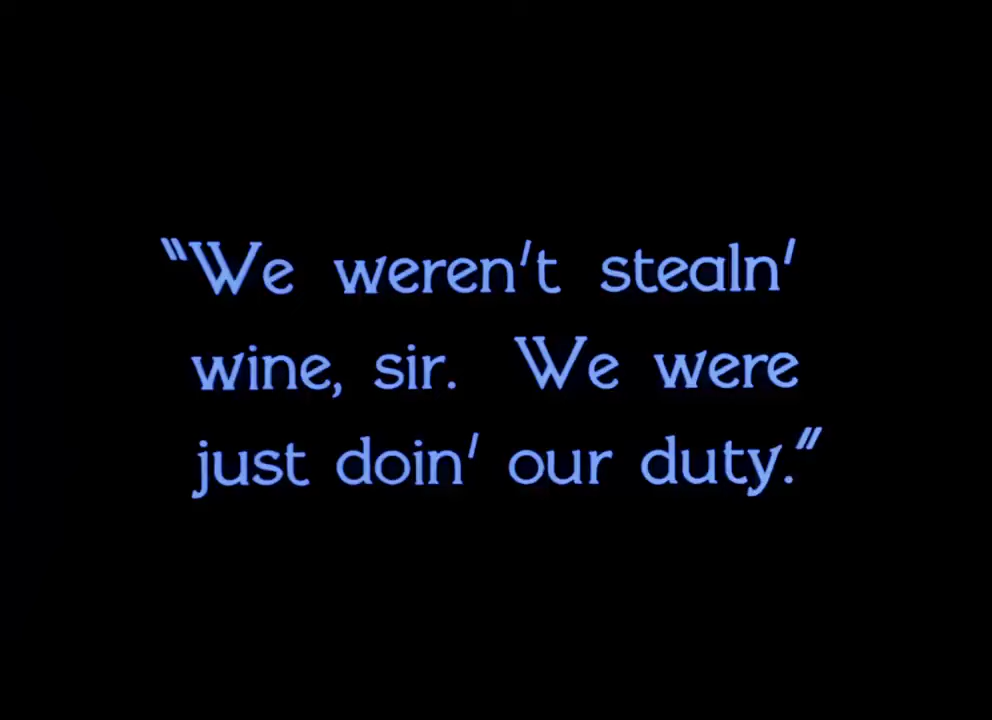 "We weren't stealn'
wine, sir. We were
just doin' our duty."